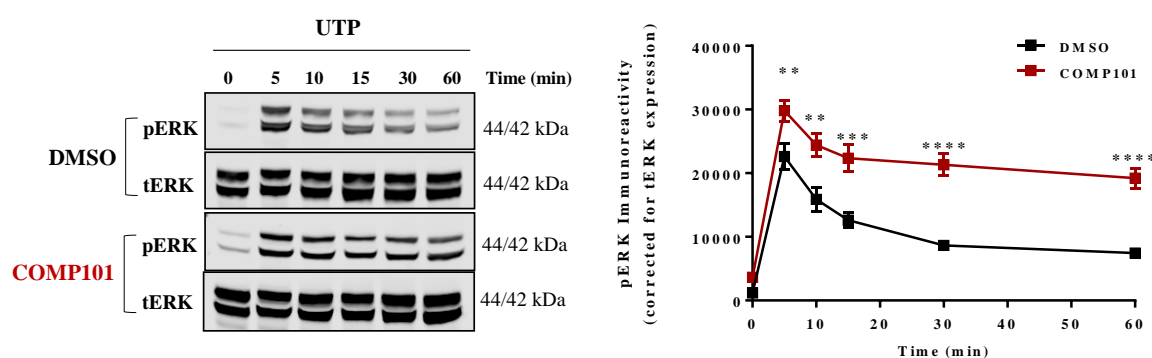 UTP
0 5 10 15 30 60 Time (min)
DMSO
pERK 44/42 kDa
tERK 44/42 kDa
COMP101
pERK 44/42 kDa
tERK 44/42 kDa
pERK Immunoreactivity
(corrected for tERK expression)
40000
30000
20000
10000
0
** ** *** **** ****
DMSO
COMP101
0 10 20 30 40 50 60
Time (min)